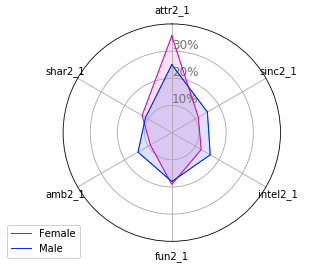 attr2_1
30%
shar2_1
sinc2_1
20%
10%
amb2_1
intel2_1
Female
Male
fun2_1